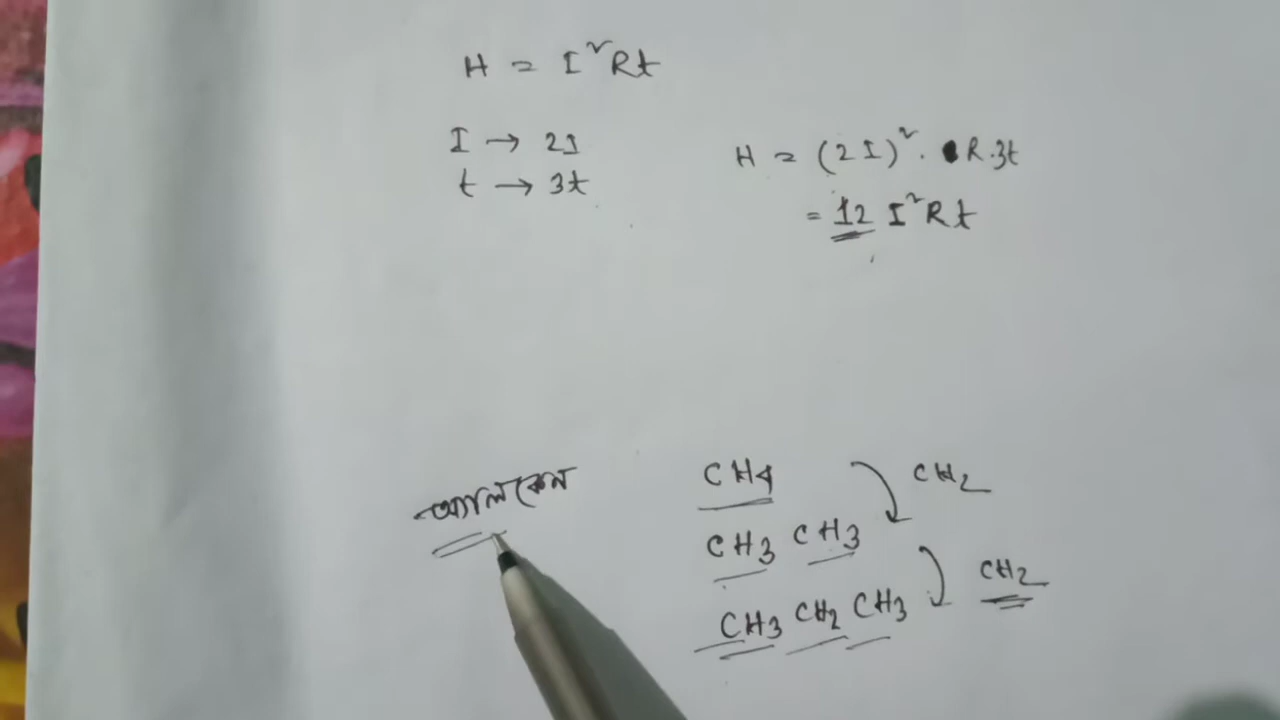 H = I²Rt
I → 2I
t → 3t
H = (2I)² . R.3t
= 12 I²Rt
অ্যালকেন
CH4
CH2
CH3 CH3
CH2
CH3 CH2 CH3